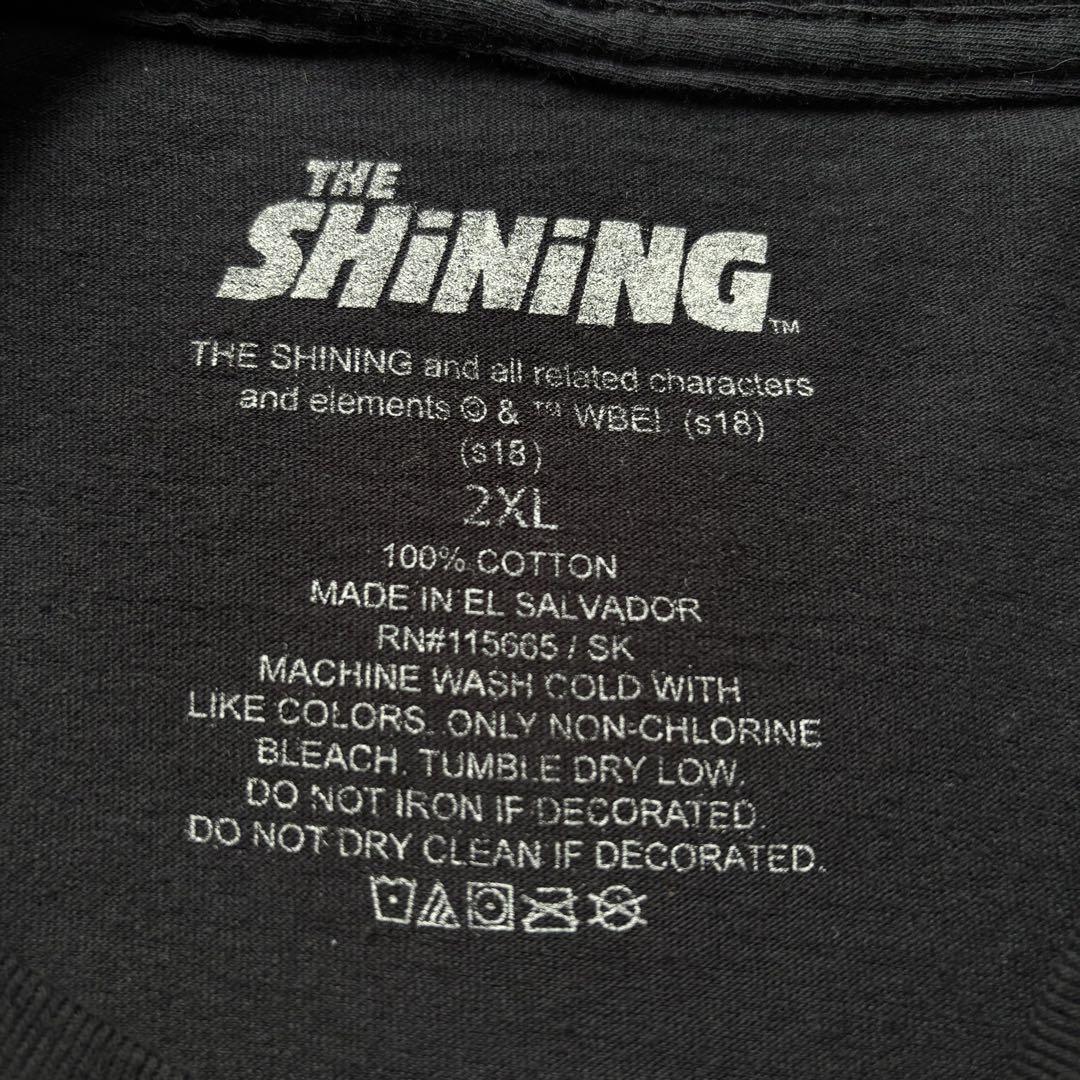 THE
SHiNiNG™
THE SHINING and all related characters
and elements © & ™ WBEI. (s18)
(s18)
2XL
100% COTTON
MADE IN EL SALVADOR
RN#115665 / SK
MACHINE WASH COLD WITH
LIKE COLORS. ONLY NON-CHLORINE
BLEACH. TUMBLE DRY LOW.
DO NOT IRON IF DECORATED.
DO NOT DRY CLEAN IF DECORATED.